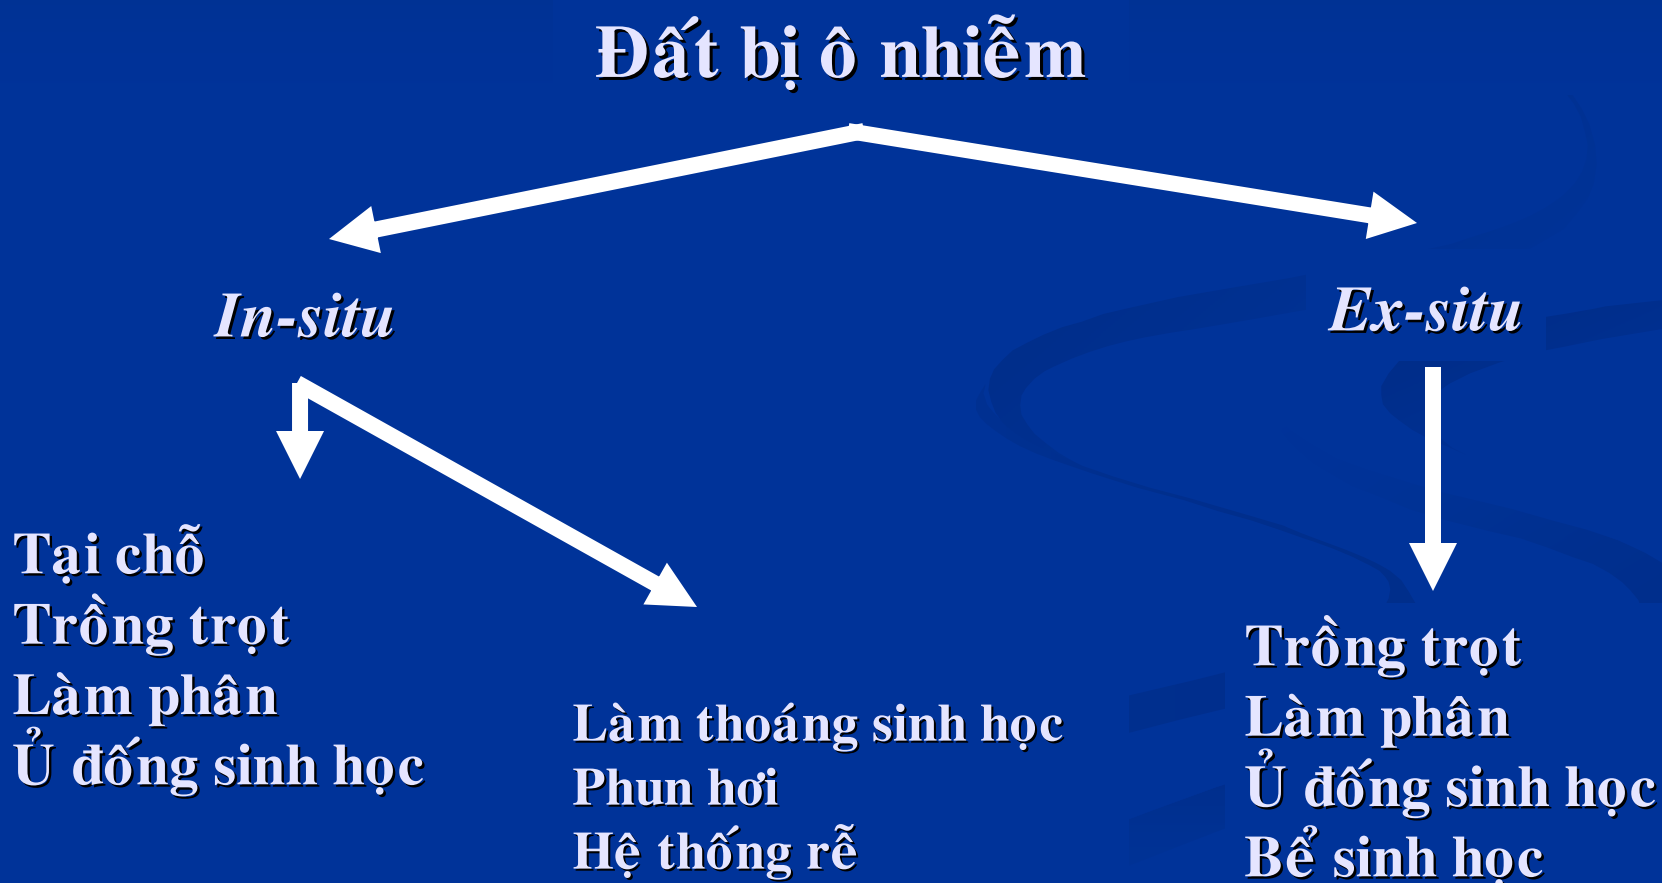 Đất bị ô nhiễm
In-situ
Ex-situ
Tại chỗ
Trồng trọt
Làm phân
Ủ đống sinh học
Làm thoáng sinh học
Phun hơi
Hệ thống rễ
Trồng trọt
Làm phân
Ủ đống sinh học
Bể sinh học